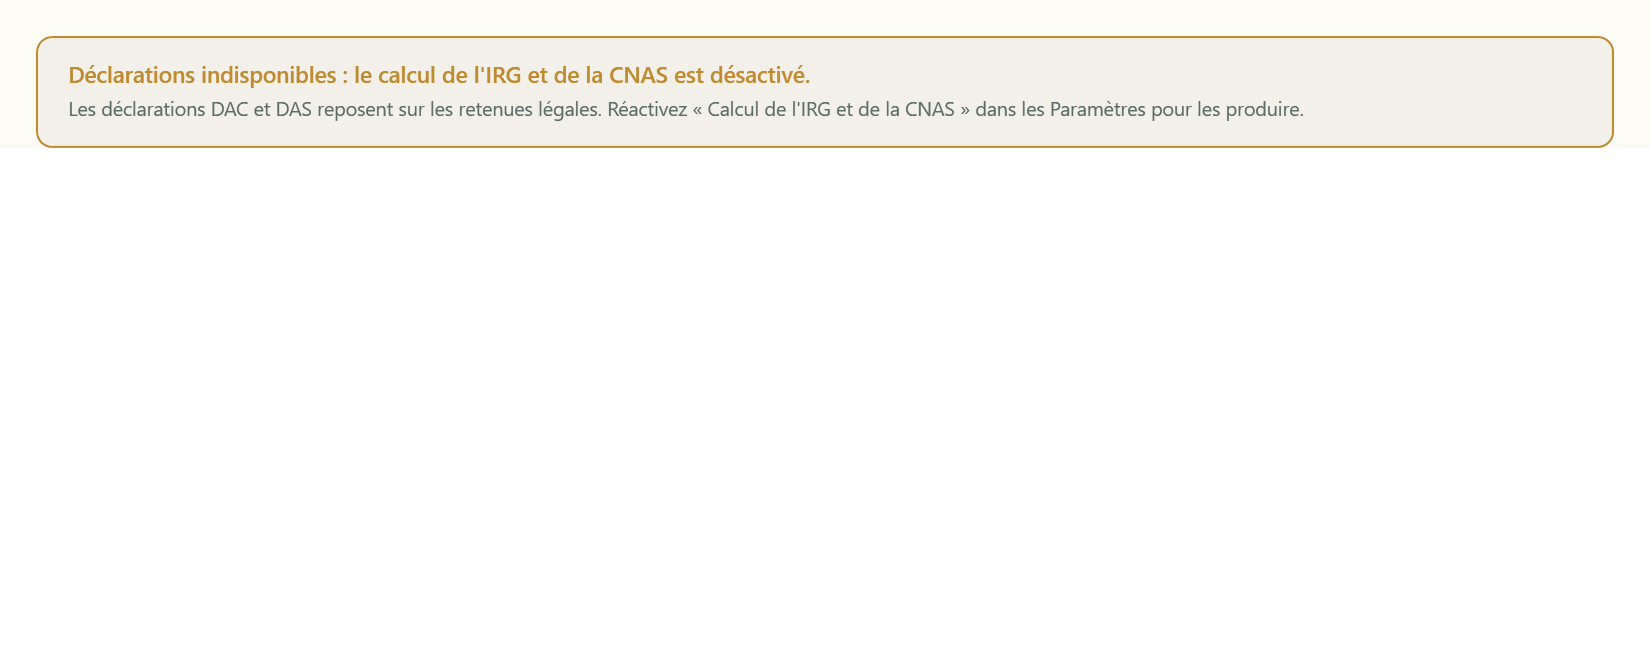 Déclarations indisponibles : le calcul de l'IRG et de la CNAS est désactivé.
Les déclarations DAC et DAS reposent sur les retenues légales. Réactivez « Calcul de l'IRG et de la CNAS » dans les Paramètres pour les produire.